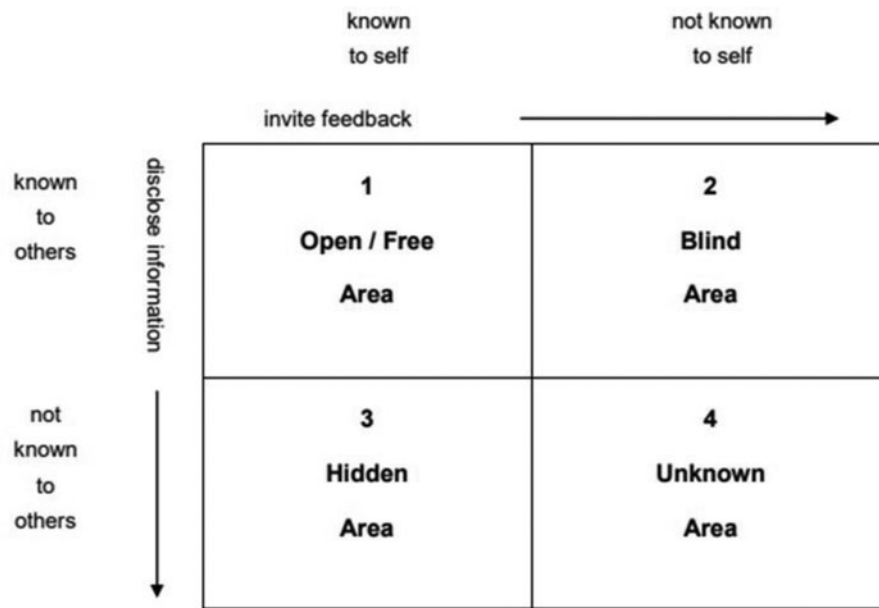 known
to self
not known
to self
invite feedback
known
to
others
disclose information
1
Open / Free
Area
2
Blind
Area
not
known
to
others
3
Hidden
Area
4
Unknown
Area